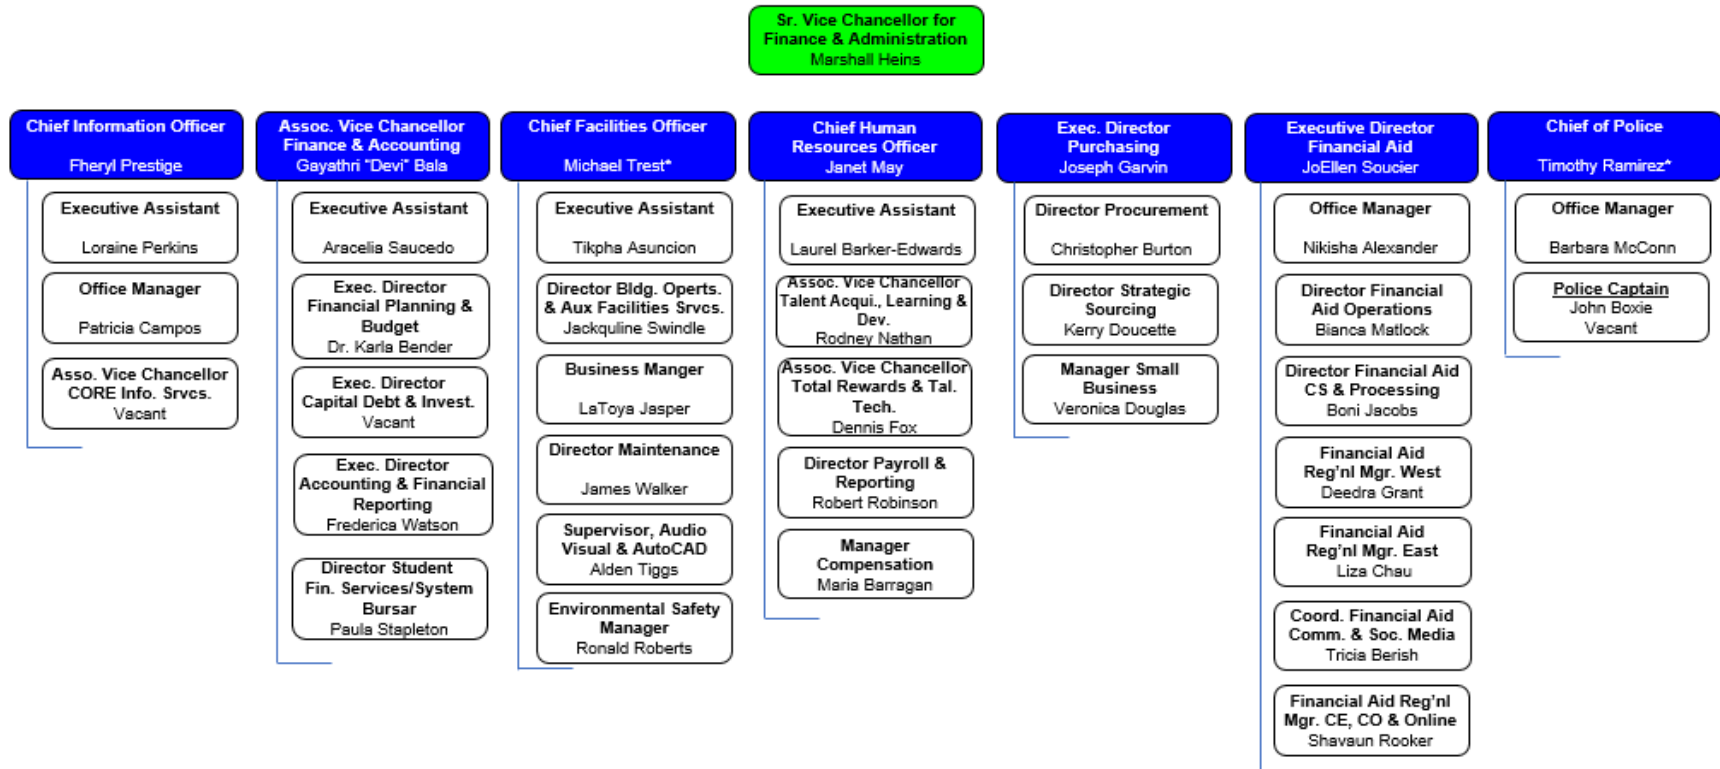 Sr. Vice Chancellor for
Finance & Administration
Marshall Heins
Chief Information Officer
Fheryl Prestige
Executive Assistant
Loraine Perkins
Office Manager
Patricia Campos
Asso. Vice Chancellor
CORE Info. Srvcs.
Vacant
Assoc. Vice Chancellor
Finance & Accounting
Gayathri "Devi" Bala
Executive Assistant
Aracelia Saucedo
Exec. Director
Financial Planning &
Budget
Dr. Karla Bender
Exec. Director
Capital Debt & Invest.
Vacant
Exec. Director
Accounting & Financial
Reporting
Frederica Watson
Director Student
Fin. Services/System
Bursar
Paula Stapleton
Chief Facilities Officer
Michael Trest*
Executive Assistant
Tikpha Asuncion
Director Bldg. Operts.
& Aux Facilities Srvcs.
Jackquline Swindle
Business Manger
LaToya Jasper
Director Maintenance
James Walker
Supervisor, Audio
Visual & AutoCAD
Alden Tiggs
Environmental Safety
Manager
Ronald Roberts
Chief Human
Resources Officer
Janet May
Executive Assistant
Laurel Barker-Edwards
Assoc. Vice Chancellor
Talent Acqui., Learning &
Dev.
Rodney Nathan
Assoc. Vice Chancellor
Total Rewards & Tal.
Tech.
Dennis Fox
Director Payroll &
Reporting
Robert Robinson
Manager
Compensation
Maria Barragan
Exec. Director
Purchasing
Joseph Garvin
Director Procurement
Christopher Burton
Director Strategic
Sourcing
Kerry Doucette
Manager Small
Business
Veronica Douglas
Executive Director
Financial Aid
JoEllen Soucier
Office Manager
Nikisha Alexander
Director Financial
Aid Operations
Bianca Matlock
Director Financial Aid
CS & Processing
Boni Jacobs
Financial Aid
Reg'nl Mgr. West
Deedra Grant
Financial Aid
Reg'nl Mgr. East
Liza Chau
Coord. Financial Aid
Comm. & Soc. Media
Tricia Berish
Financial Aid Reg'nl
Mgr. CE, CO & Online
Shavaun Rooker
Chief of Police
Timothy Ramirez*
Office Manager
Barbara McConn
Police Captain
John Boxie
Vacant